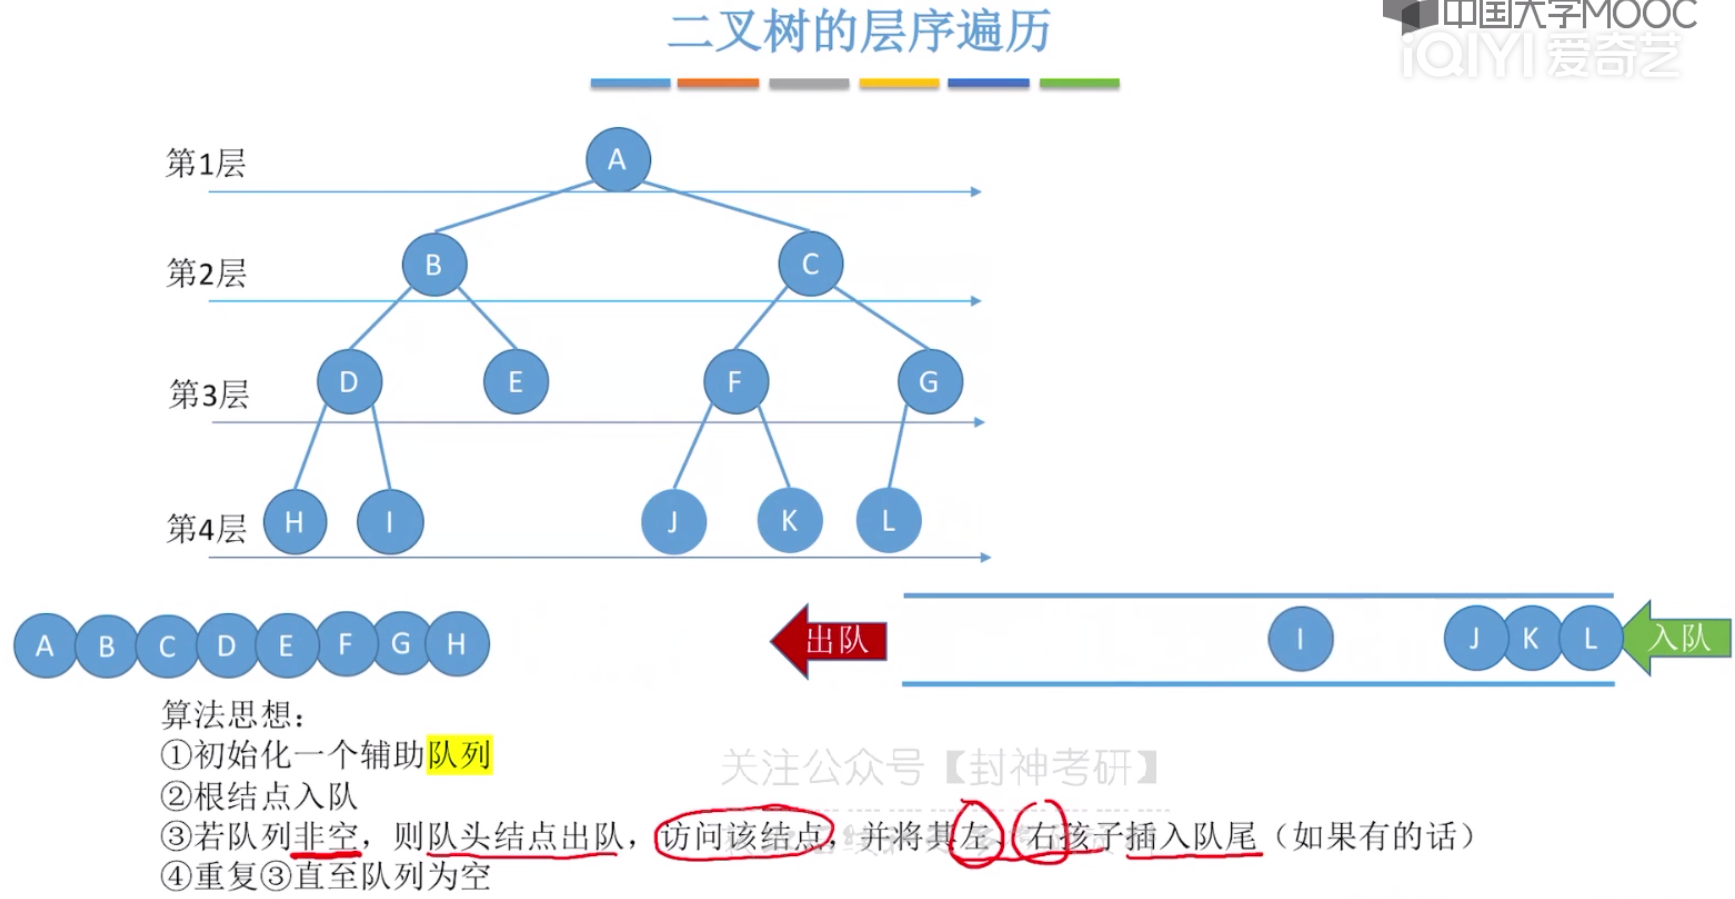 二叉树的层序遍历
中国大学MOOC
iQIYI 爱奇艺
第1层
A
第2层
B C
第3层
D E F G
第4层
H I J K L
A B C D E F G H
出队
I J K L
入队
算法思想：
①初始化一个辅助队列
②根结点入队
关注公众号【封神考研】
③若队列非空，则队头结点出队，访问该结点，并将其左、右孩子插入队尾（如果有的话）
④重复③直至队列为空